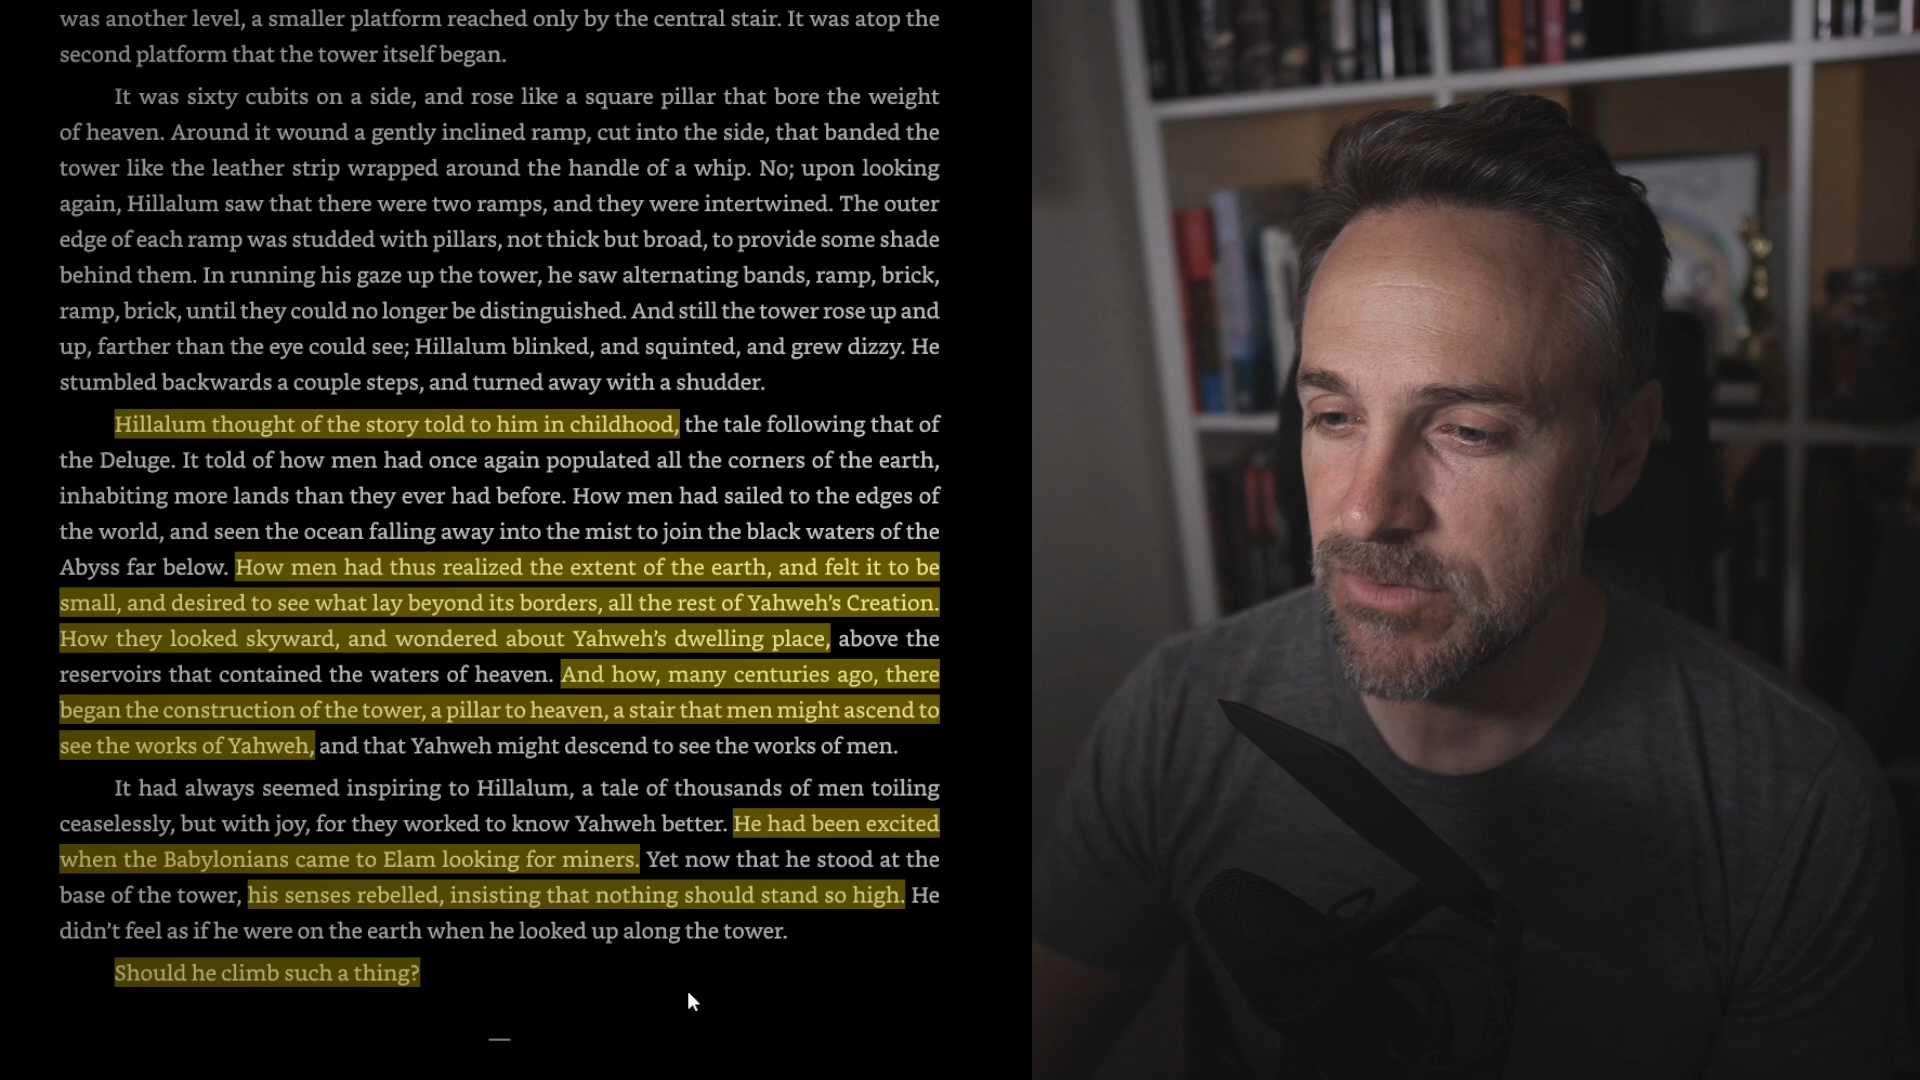 was another level, a smaller platform reached only by the central stair. It was atop the
second platform that the tower itself began.
It was sixty cubits on a side, and rose like a square pillar that bore the weight
of heaven. Around it wound a gently inclined ramp, cut into the side, that banded the
tower like the leather strip wrapped around the handle of a whip. No; upon looking
again, Hillalum saw that there were two ramps, and they were intertwined. The outer
edge of each ramp was studded with pillars, not thick but broad, to provide some shade
behind them. In running his gaze up the tower, he saw alternating bands, ramp, brick,
ramp, brick, until they could no longer be distinguished. And still the tower rose up and
up, farther than the eye could see; Hillalum blinked, and squinted, and grew dizzy. He
stumbled backwards a couple steps, and turned away with a shudder.
Hillalum thought of the story told to him in childhood, the tale following that of
the Deluge. It told of how men had once again populated all the corners of the earth,
inhabiting more lands than they ever had before. How men had sailed to the edges of
the world, and seen the ocean falling away into the mist to join the black waters of the
Abyss far below. How men had thus realized the extent of the earth, and felt it to be
small, and desired to see what lay beyond its borders, all the rest of Yahweh’s Creation.
How they looked skyward, and wondered about Yahweh’s dwelling place, above the
reservoirs that contained the waters of heaven. And how, many centuries ago, there
began the construction of the tower, a pillar to heaven, a stair that men might ascend to
see the works of Yahweh, and that Yahweh might descend to see the works of men.
It had always seemed inspiring to Hillalum, a tale of thousands of men toiling
ceaselessly, but with joy, for they worked to know Yahweh better. He had been excited
when the Babylonians came to Elam looking for miners. Yet now that he stood at the
base of the tower, his senses rebelled, insisting that nothing should stand so high. He
didn’t feel as if he were on the earth when he looked up along the tower.
Should he climb such a thing?
—